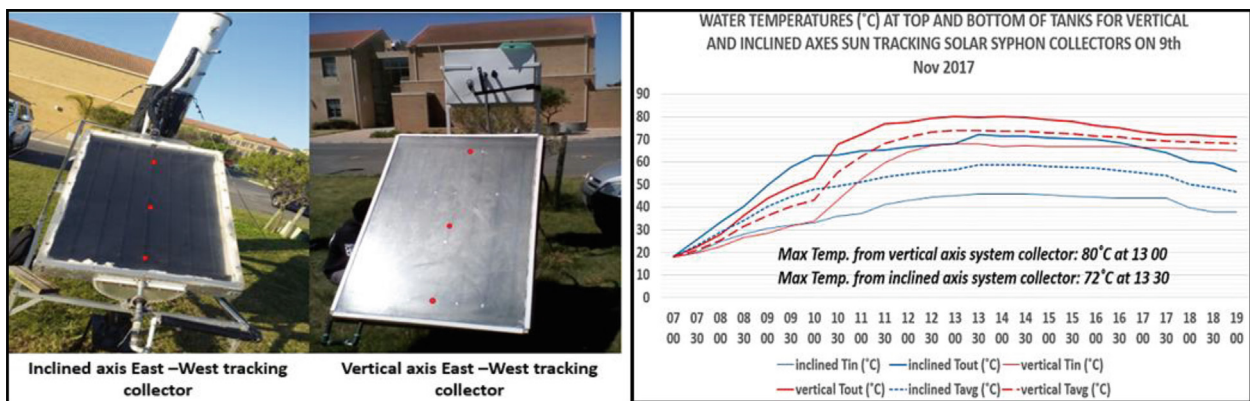 Inclined axis East –West tracking
collector
Vertical axis East –West tracking
collector
WATER TEMPERATURES (˚C) AT TOP AND BOTTOM OF TANKS FOR VERTICAL
AND INCLINED AXES SUN TRACKING SOLAR SYPHON COLLECTORS ON 9th
Nov 2017
90
80
70
60
50
40
30
20
10
0
Max Temp. from vertical axis system collector: 80˚C at 13 00
Max Temp. from inclined axis system collector: 72˚C at 13 30
07 07 08 08 09 09 10 10 11 11 12 12 13 13 14 14 15 15 16 16 17 17 18 18 19
00 30 00 30 00 30 00 30 00 30 00 30 00 30 00 30 00 30 00 30 00 30 00 30 00
inclined Tin (˚C) inclined Tout (˚C) vertical Tin (˚C)
vertical Tout (˚C) inclined Tavg (˚C) vertical Tavg (˚C)